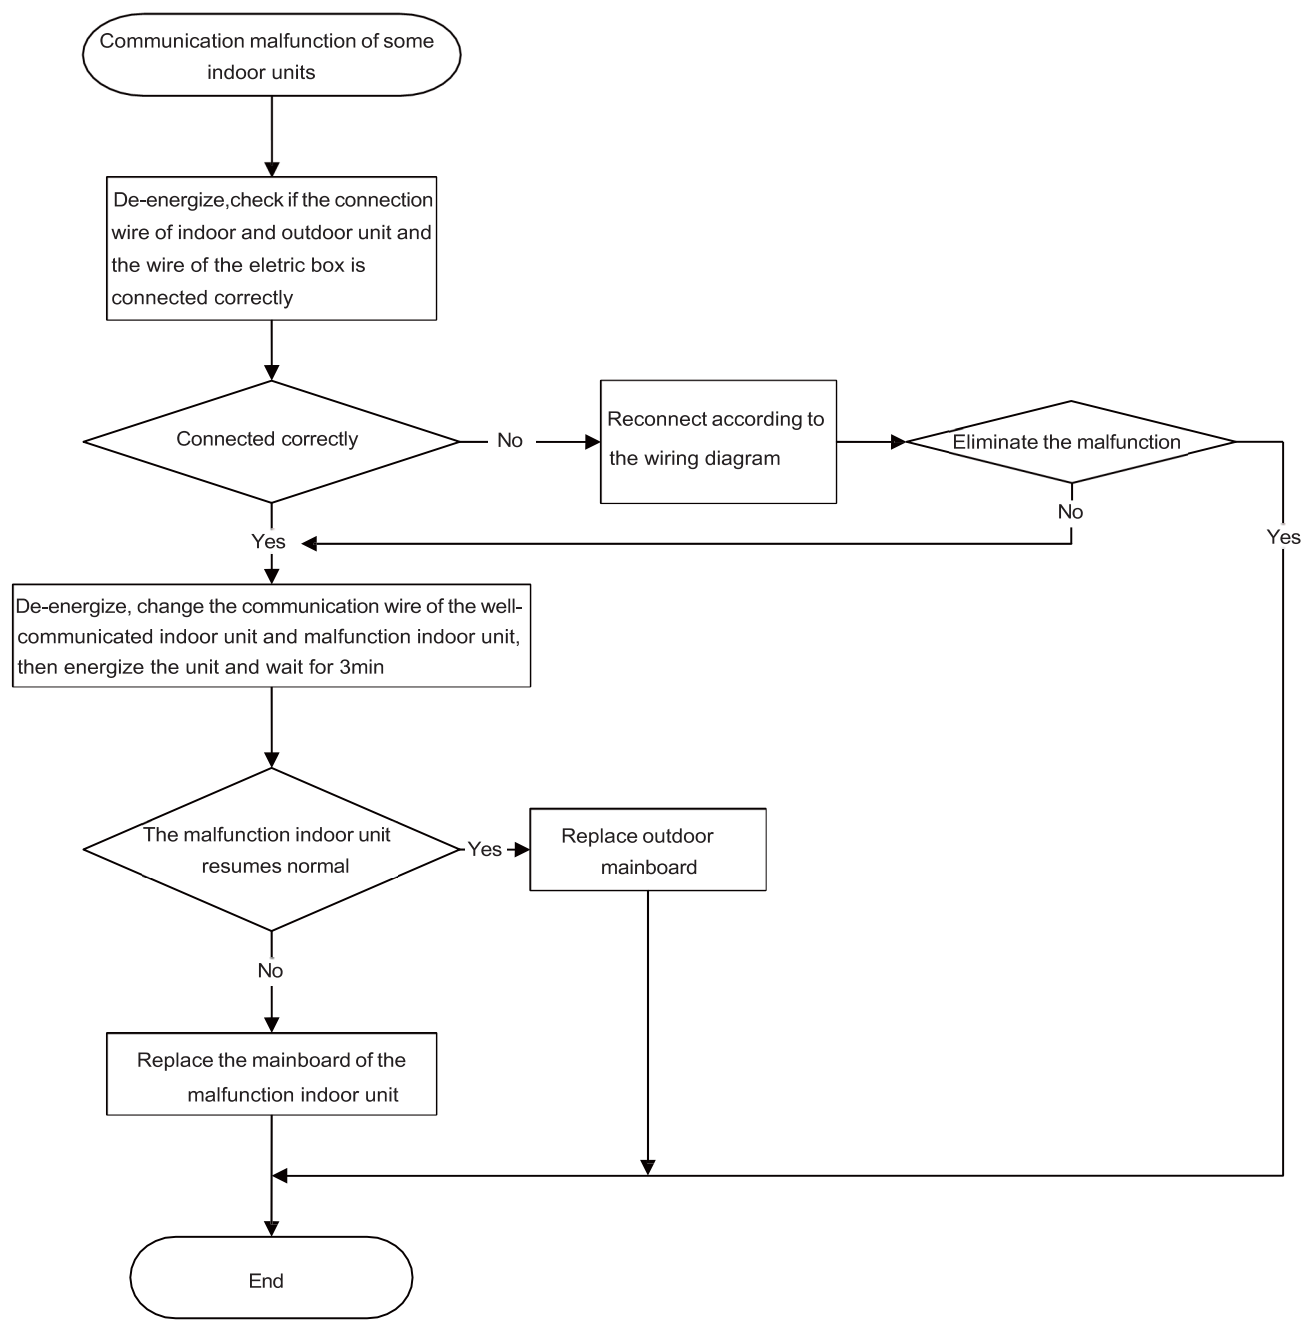 Communication malfunction of some
indoor units
De-energize,check if the connection
wire of indoor and outdoor unit and
the wire of the eletric box is
connected correctly
Connected correctly
No
Reconnect according to
the wiring diagram
Eliminate the malfunction
No
Yes
Yes
De-energize, change the communication wire of the well-
communicated indoor unit and malfunction indoor unit,
then energize the unit and wait for 3min
The malfunction indoor unit
resumes normal
Yes
Replace outdoor
mainboard
No
Replace the mainboard of the
malfunction indoor unit
End